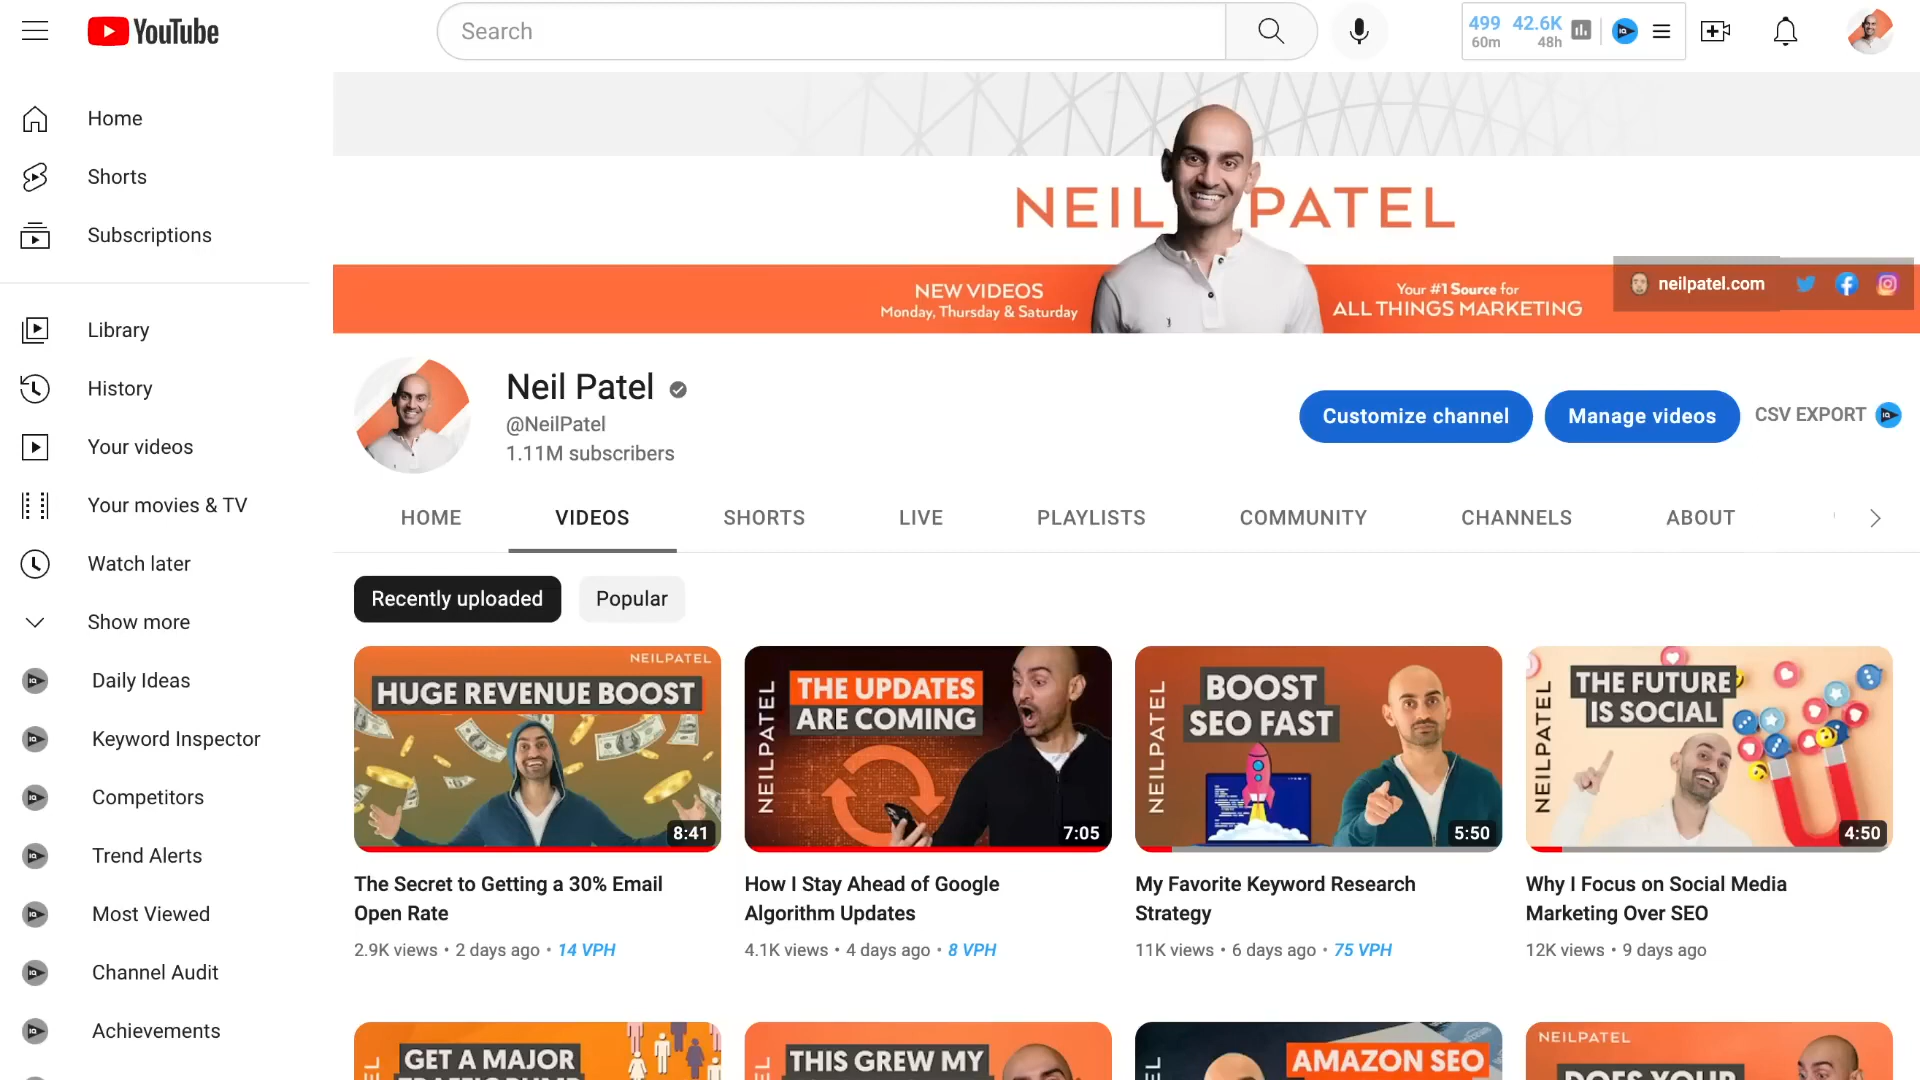 YouTube
Search
499 42.6K
60m 48h
Home
Shorts
Subscriptions
Library
History
Your videos
Your movies & TV
Watch later
Show more
Daily Ideas
Keyword Inspector
Competitors
Trend Alerts
Most Viewed
Channel Audit
Achievements
NEIL PATEL
NEW VIDEOS
Monday, Thursday & Saturday
Your #1 Source for
ALL THINGS MARKETING
neilpatel.com
Neil Patel
@NeilPatel
1.11M subscribers
Customize channel
Manage videos
CSV EXPORT
HOME
VIDEOS
SHORTS
LIVE
PLAYLISTS
COMMUNITY
CHANNELS
ABOUT
Recently uploaded
Popular
NEILPATEL
HUGE REVENUE BOOST
8:41
The Secret to Getting a 30% Email
Open Rate
2.9K views • 2 days ago • 14 VPH
NEILPATEL
THE UPDATES
ARE COMING
7:05
How I Stay Ahead of Google
Algorithm Updates
4.1K views • 4 days ago • 8 VPH
NEILPATEL
BOOST
SEO FAST
5:50
My Favorite Keyword Research
Strategy
11K views • 6 days ago • 75 VPH
NEILPATEL
THE FUTURE
IS SOCIAL
4:50
Why I Focus on Social Media
Marketing Over SEO
12K views • 9 days ago
GET A MAJOR
THIS GREW MY
AMAZON SEO
NEILPATEL
DOES YOUR